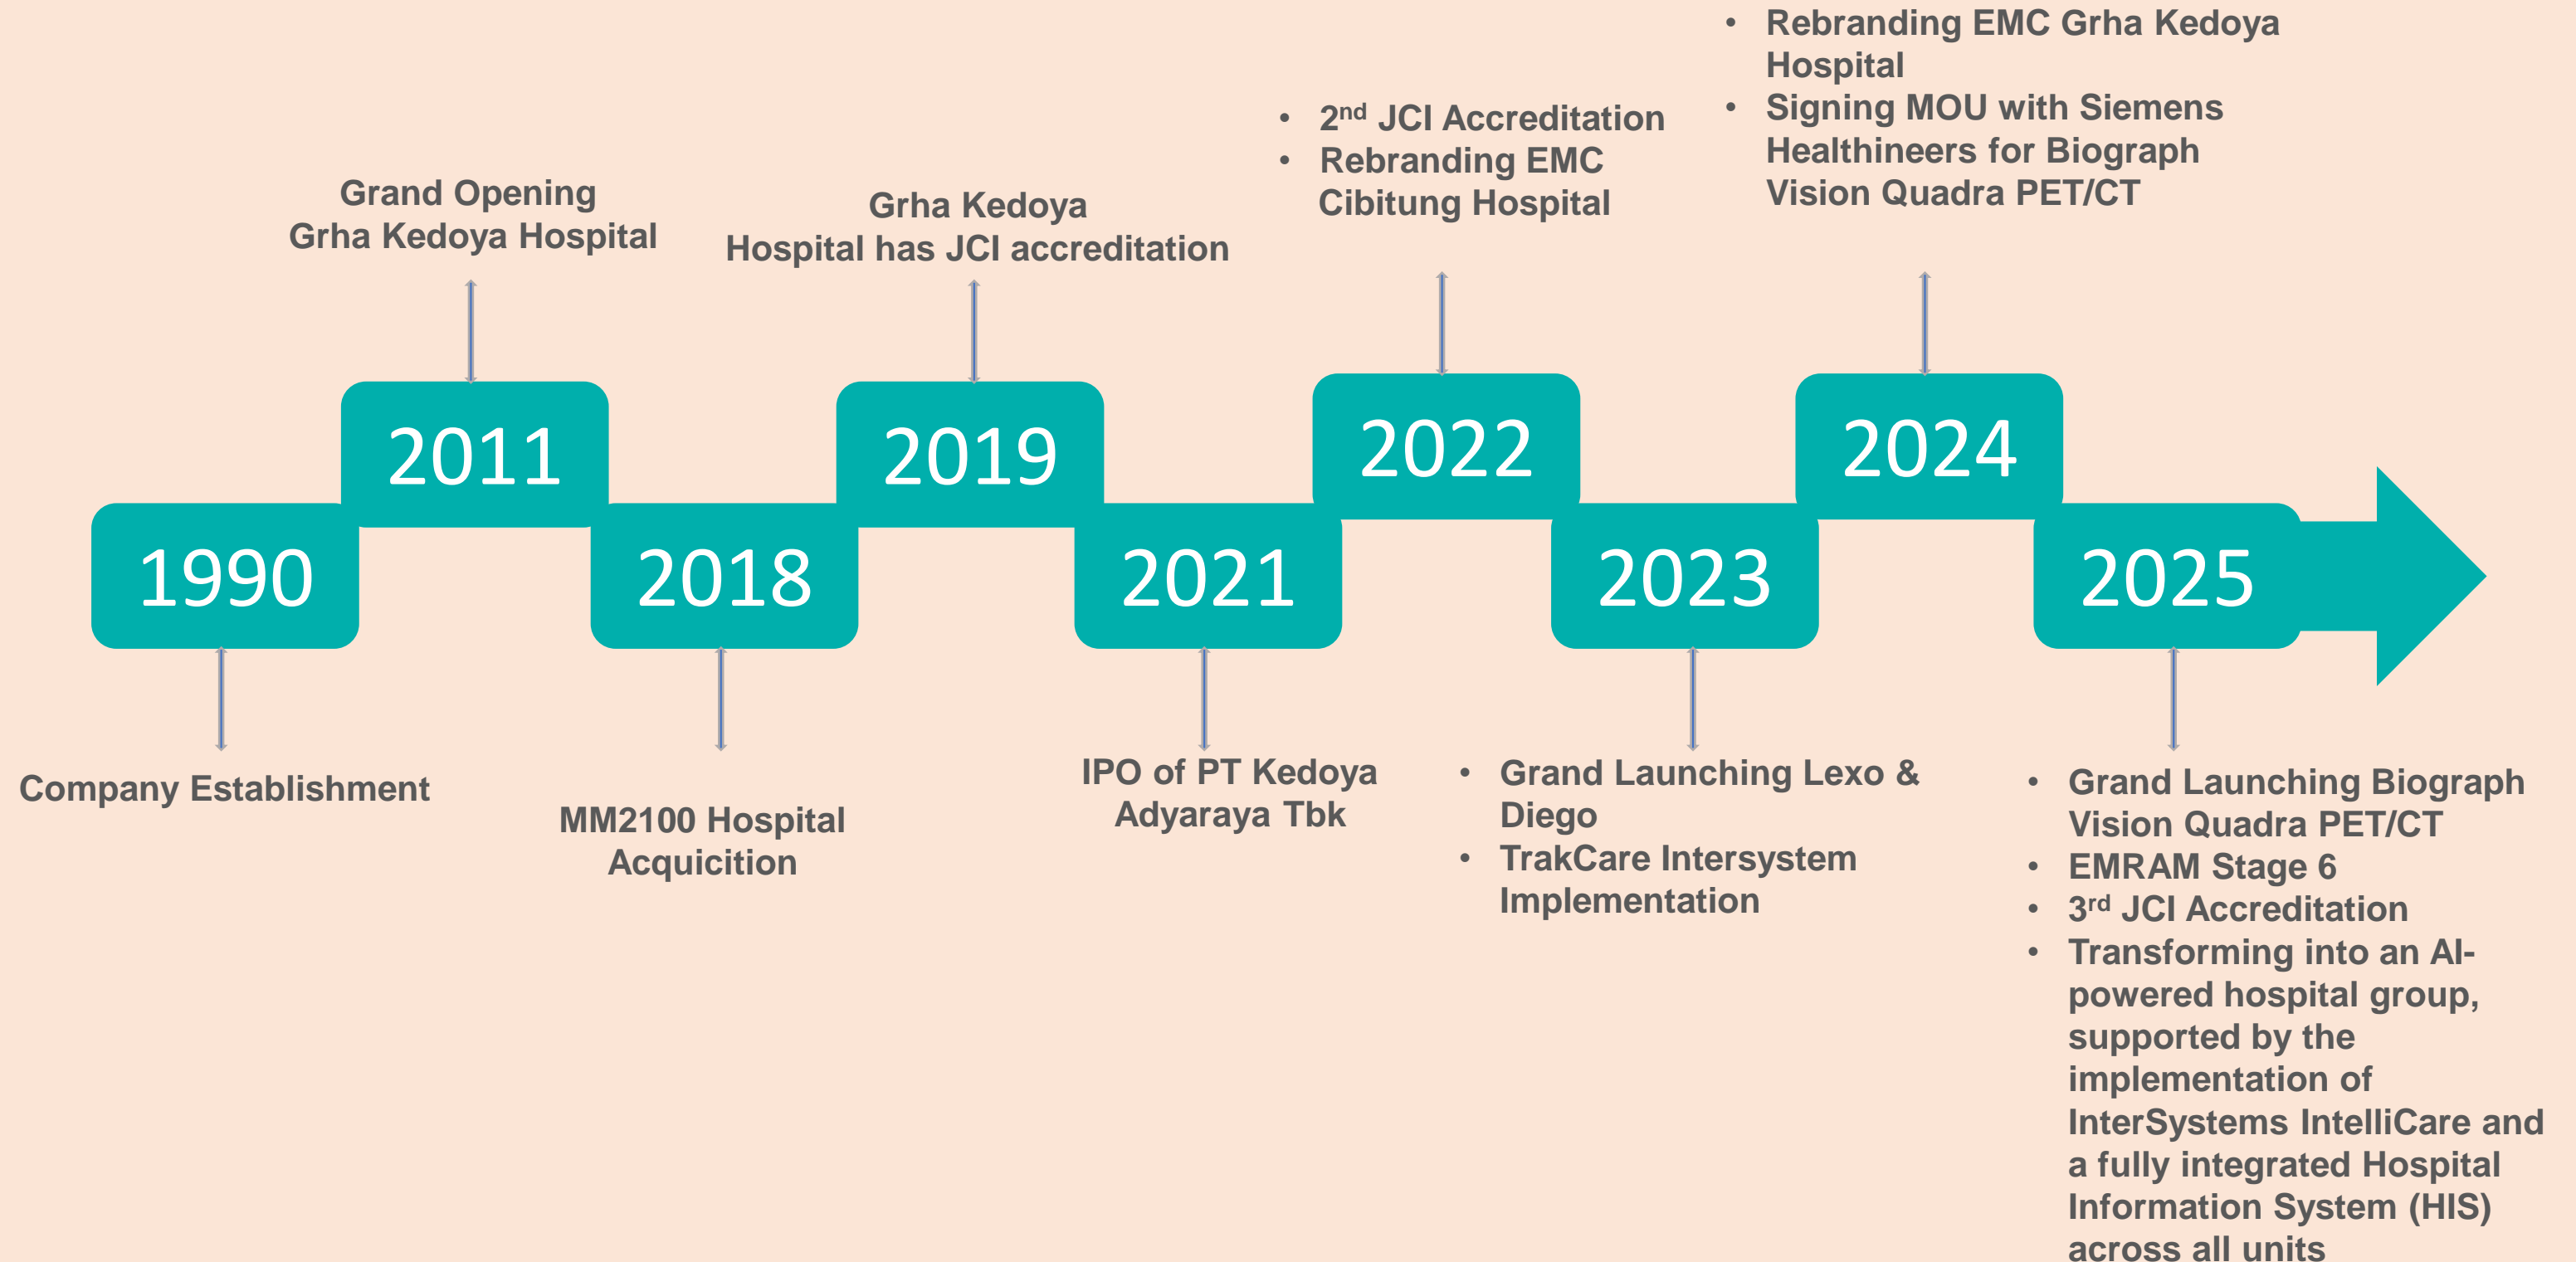 • Rebranding EMC Grha Kedoya
Hospital
• Signing MOU with Siemens
Healthineers for Biograph
Vision Quadra PET/CT
• 2nd JCI Accreditation
• Rebranding EMC
Cibitung Hospital
Grand Opening
Grha Kedoya Hospital
Grha Kedoya
Hospital has JCI accreditation
2011
2019
2022
2024
1990
2018
2021
2023
2025
Company Establishment
MM2100 Hospital
Acquicition
IPO of PT Kedoya
Adyaraya Tbk
• Grand Launching Lexo &
Diego
• TrakCare Intersystem
Implementation
• Grand Launching Biograph
Vision Quadra PET/CT
• EMRAM Stage 6
• 3rd JCI Accreditation
• Transforming into an AI-
powered hospital group,
supported by the
implementation of
InterSystems IntelliCare and
a fully integrated Hospital
Information System (HIS)
across all units